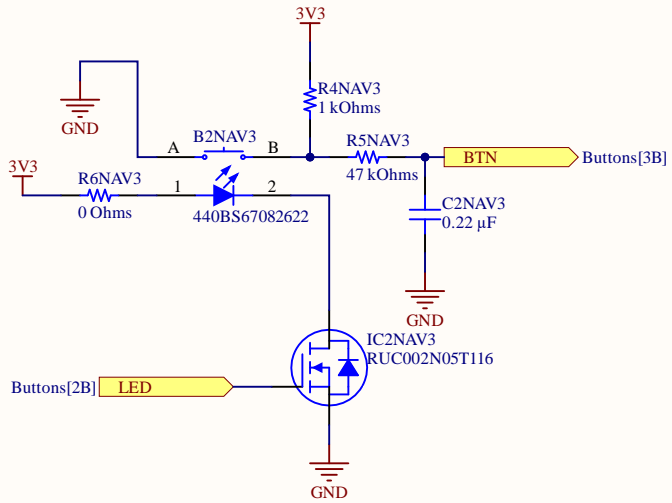 3V3
R4NAV3
1 kOhms
GND
B2NAV3
A
B
R5NAV3
47 kOhms
BTN
Buttons[3B]
3V3
R6NAV3
0 Ohms
1
2
440BS67082622
C2NAV3
0.22 µF
GND
IC2NAV3
RUC002N05T116
Buttons[2B]
LED
GND